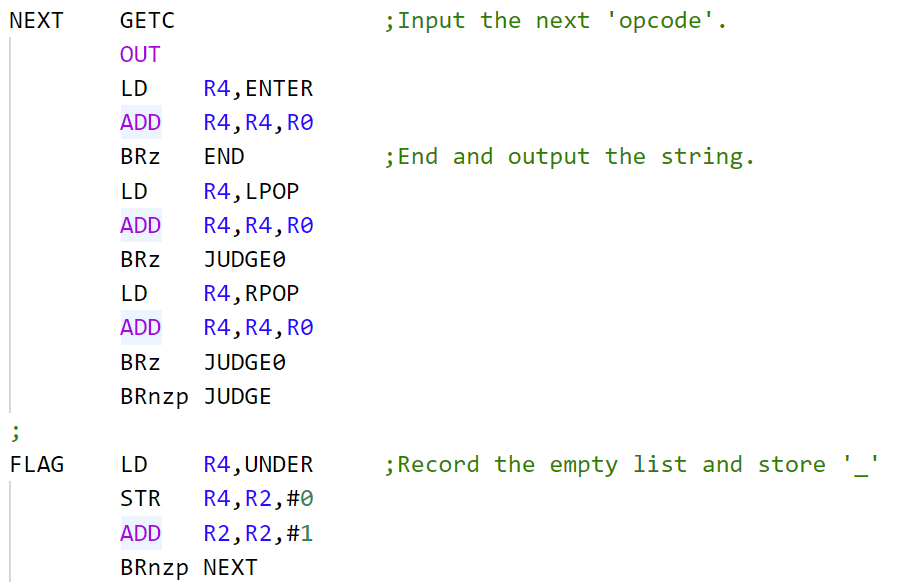 NEXT    GETC                ;Input the next 'opcode'.
        OUT
        LD    R4,ENTER
        ADD   R4,R4,R0
        BRz   END           ;End and output the string.
        LD    R4,LPOP
        ADD   R4,R4,R0
        BRz   JUDGE0
        LD    R4,RPOP
        ADD   R4,R4,R0
        BRz   JUDGE0
        BRnzp JUDGE
;
FLAG    LD    R4,UNDER      ;Record the empty list and store '_'
        STR   R4,R2,#0
        ADD   R2,R2,#1
        BRnzp NEXT